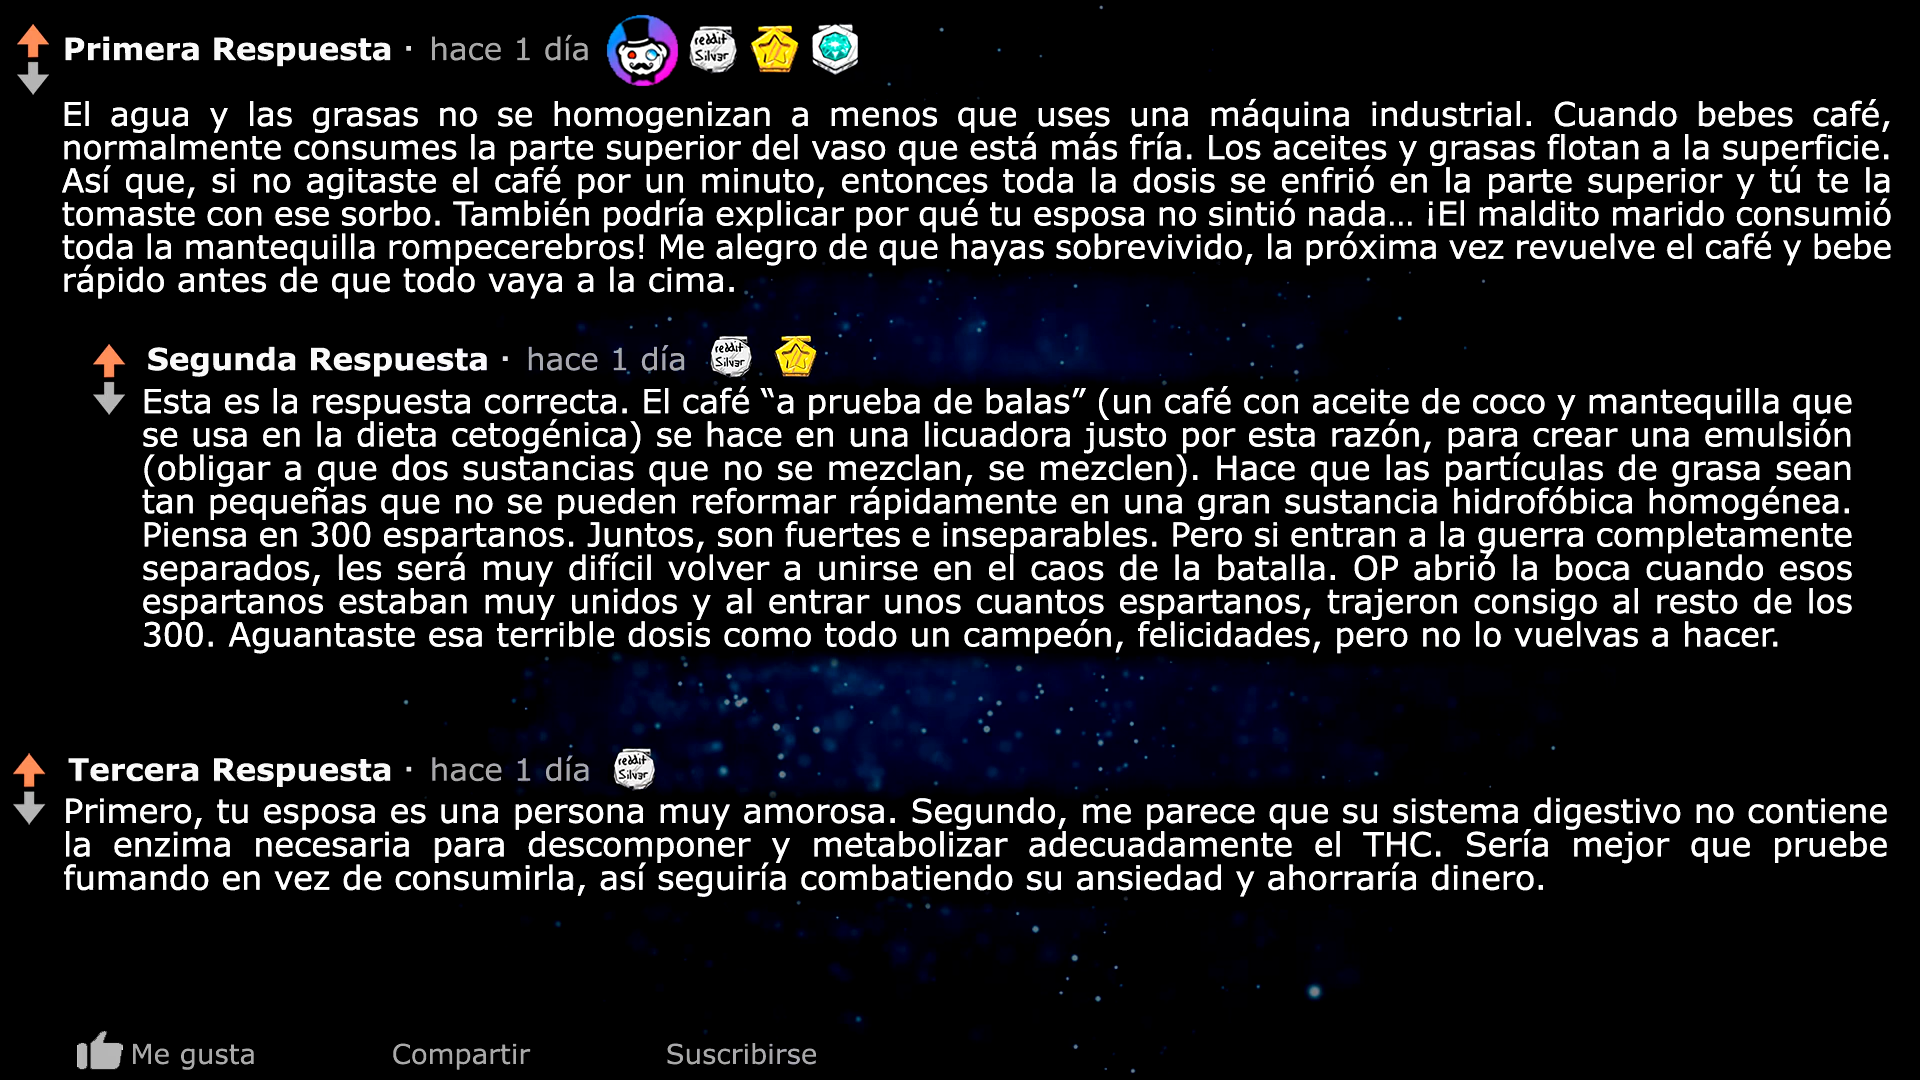 Primera Respuesta · hace 1 día reddit Silver
El agua y las grasas no se homogenizan a menos que uses una máquina industrial. Cuando bebes café,
normalmente consumes la parte superior del vaso que está más fría. Los aceites y grasas flotan a la superficie.
Así que, si no agitaste el café por un minuto, entonces toda la dosis se enfrió en la parte superior y tú te la
tomaste con ese sorbo. También podría explicar por qué tu esposa no sintió nada... ¡El maldito marido consumió
toda la mantequilla rompecerebros! Me alegro de que hayas sobrevivido, la próxima vez revuelve el café y bebe
rápido antes de que todo vaya a la cima.
Segunda Respuesta · hace 1 día reddit Silver
Esta es la respuesta correcta. El café “a prueba de balas” (un café con aceite de coco y mantequilla que
se usa en la dieta cetogénica) se hace en una licuadora justo por esta razón, para crear una emulsión
(obligar a que dos sustancias que no se mezclan, se mezclen). Hace que las partículas de grasa sean
tan pequeñas que no se pueden reformar rápidamente en una gran sustancia hidrofóbica homogénea.
Piensa en 300 espartanos. Juntos, son fuertes e inseparables. Pero si entran a la guerra completamente
separados, les será muy difícil volver a unirse en el caos de la batalla. OP abrió la boca cuando esos
espartanos estaban muy unidos y al entrar unos cuantos espartanos, trajeron consigo al resto de los
300. Aguantaste esa terrible dosis como todo un campeón, felicidades, pero no lo vuelvas a hacer.
Tercera Respuesta · hace 1 día reddit Silver
Primero, tu esposa es una persona muy amorosa. Segundo, me parece que su sistema digestivo no contiene
la enzima necesaria para descomponer y metabolizar adecuadamente el THC. Sería mejor que pruebe
fumando en vez de consumirla, así seguiría combatiendo su ansiedad y ahorraría dinero.
Me gusta Compartir Suscribirse